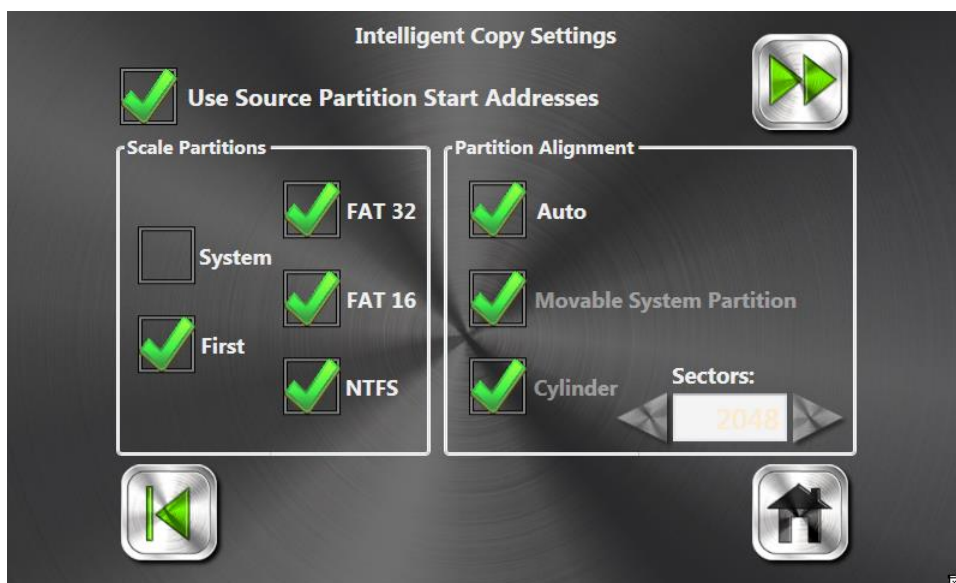 Intelligent Copy Settings
Use Source Partition Start Addresses
Scale Partitions
System
First
FAT 32
FAT 16
NTFS
Partition Alignment
Auto
Movable System Partition
Cylinder
Sectors:
2048